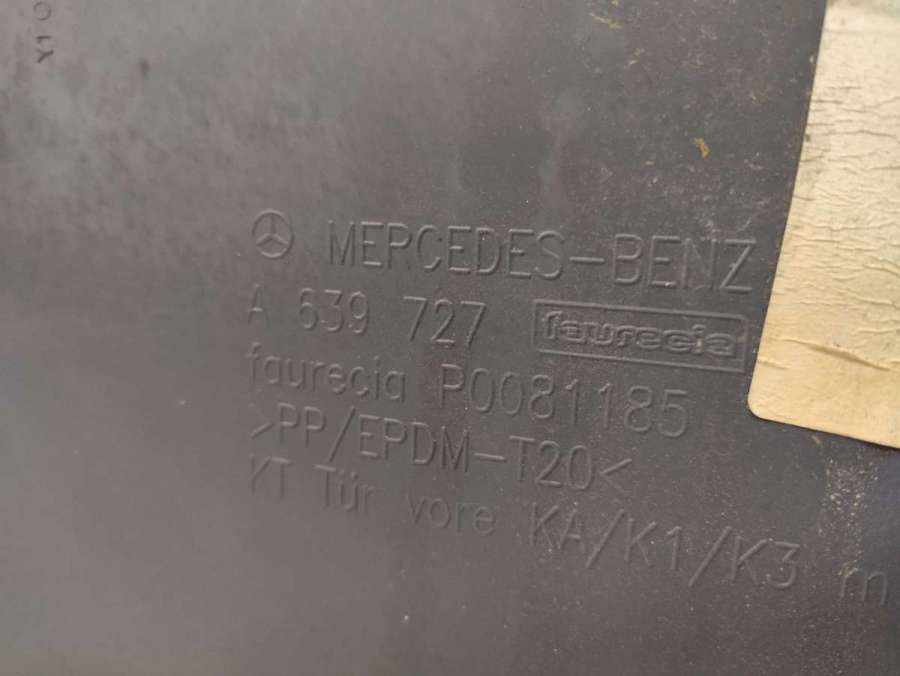 MERCEDES-BENZ
A 639 727 faurecia
faurecia P0081185
>PP/EPDM-T20<
KT Tür vore KA/K1/K3 m